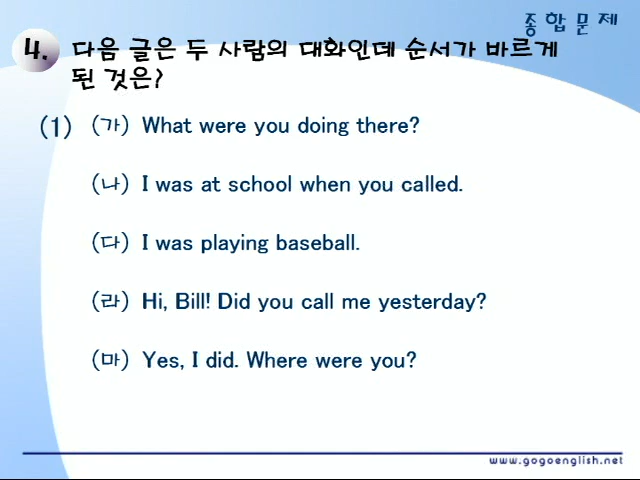 종합문제
4. 다음 글은 두 사람의 대화인데 순서가 바르게
된 것은?
(1) (가) What were you doing there?
(나) I was at school when you called.
(다) I was playing baseball.
(라) Hi, Bill! Did you call me yesterday?
(마) Yes, I did. Where were you?
www.gogoenglish.net